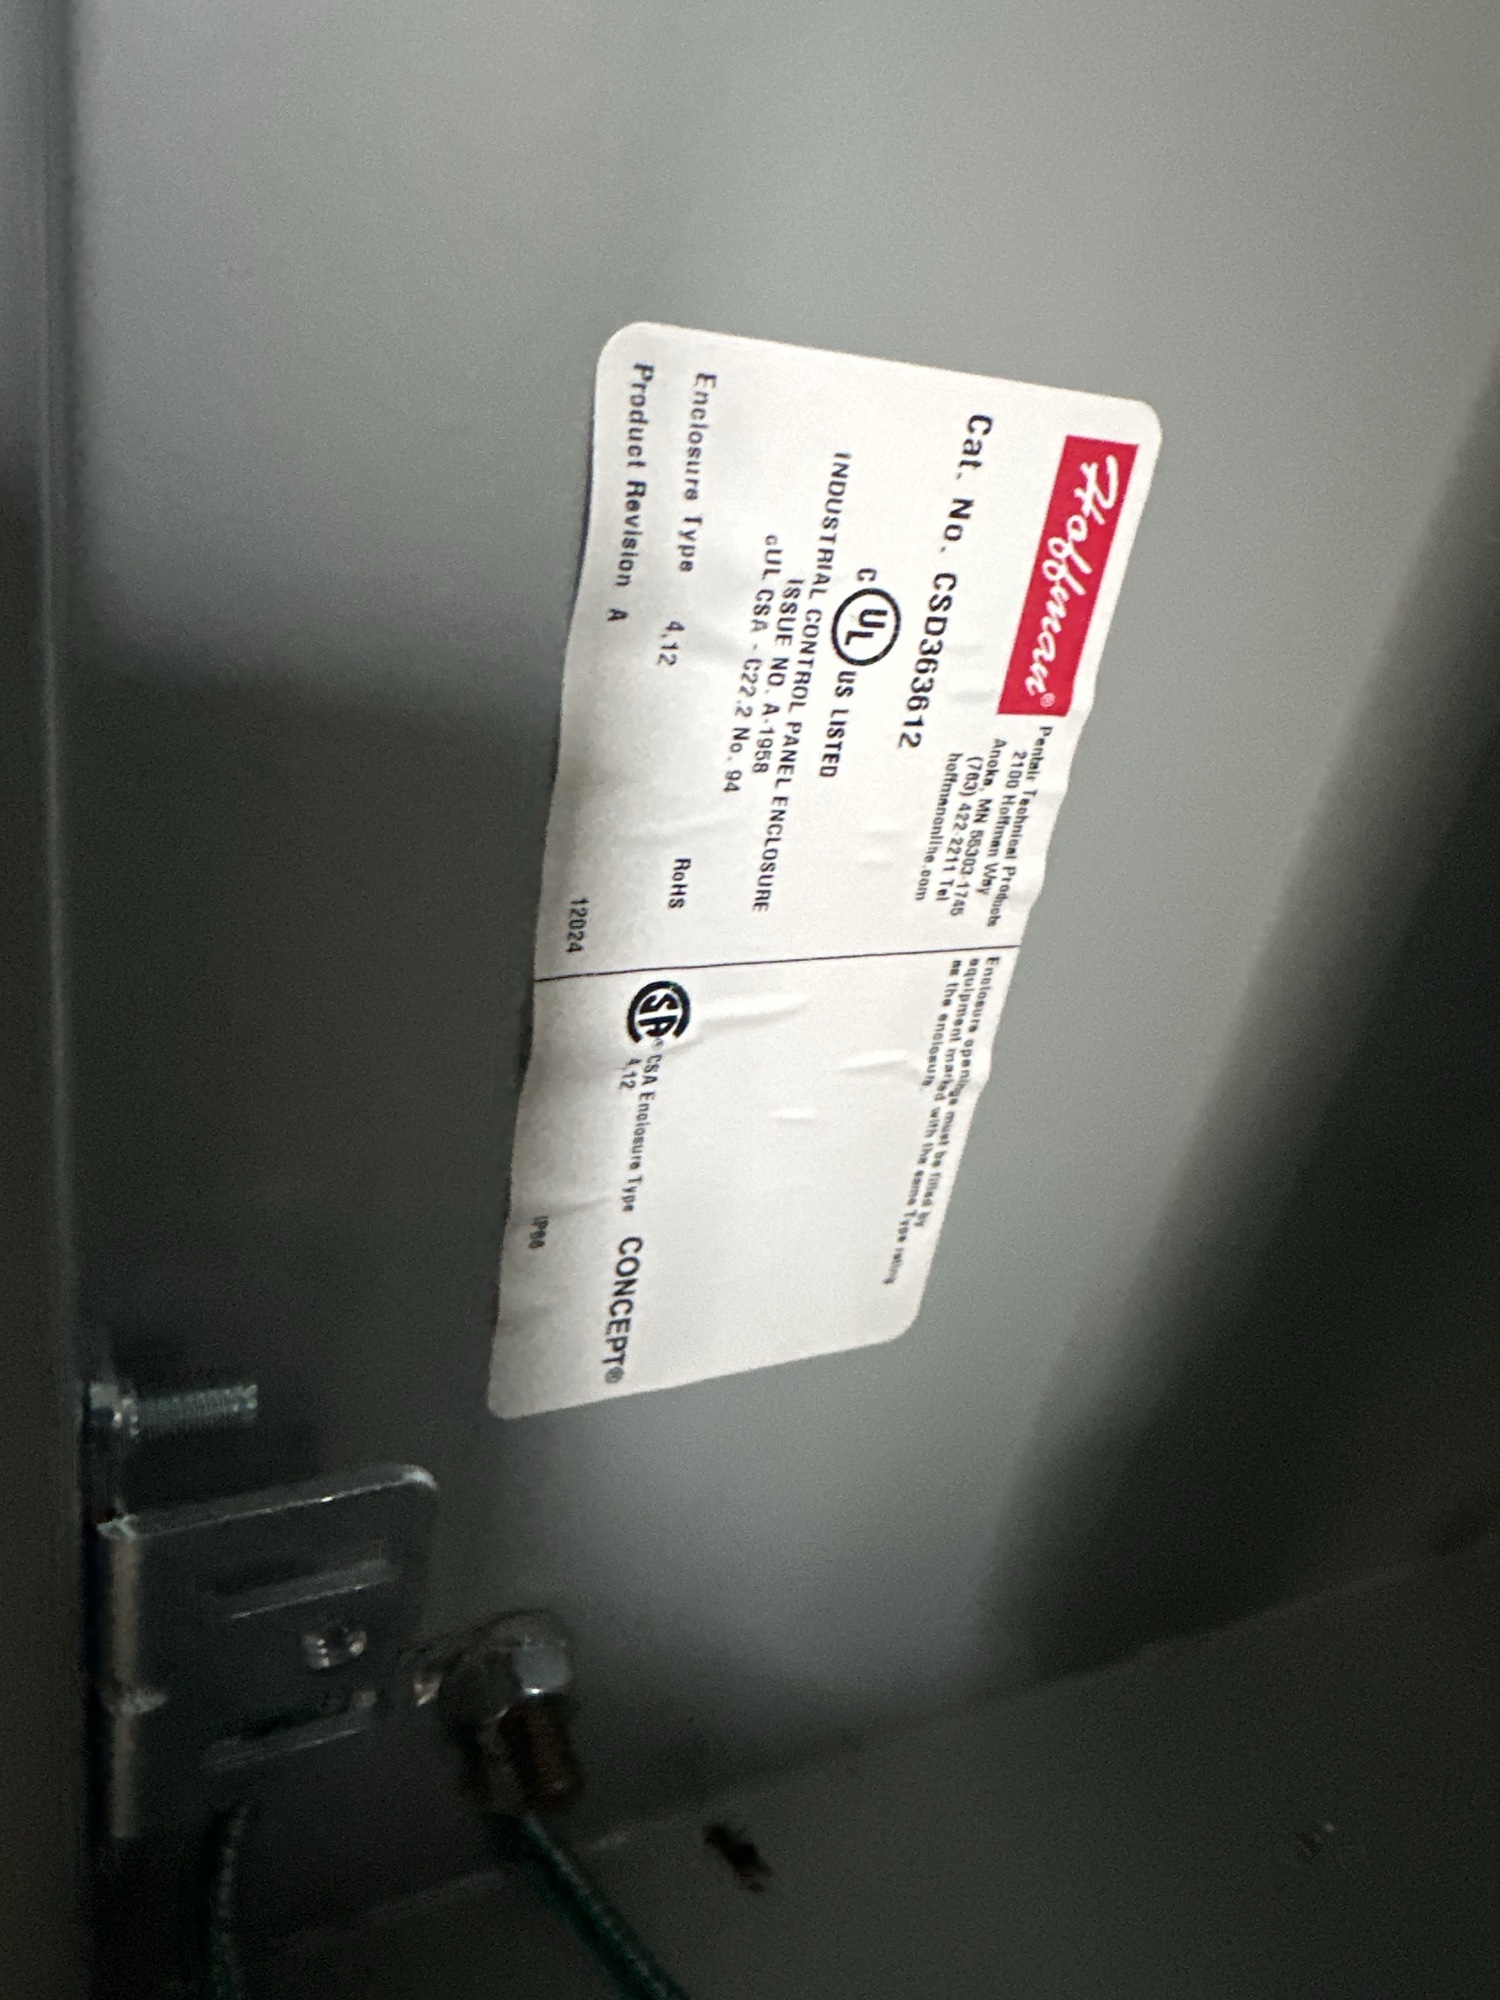 Hoffman®
Pentair Technical Products
2100 Hoffman Way
Anoka, MN 55303-1745
(763) 422-2211 Tel
hoffmanonline.com
Cat. No. CSD363612
C UL US LISTED
INDUSTRIAL CONTROL PANEL ENCLOSURE
ISSUE NO. A-1958
cUL CSA - C22.2 No. 94
Enclosure Type 4,12 RoHS
Product Revision A 12024
Enclosure openings must be filled by
equipment marked with the same Type rating
as the enclosure.
SA® CSA Enclosure Type CONCEPT®
4,12
IP66